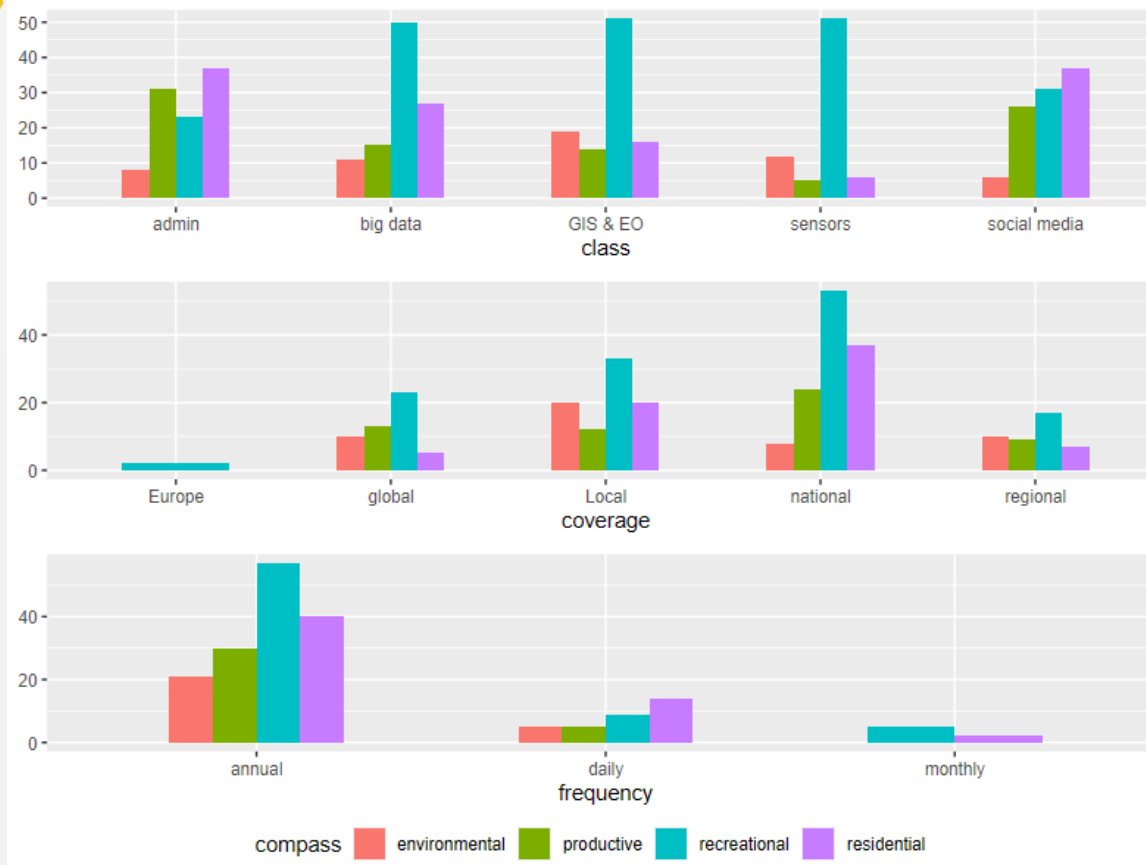 50
40
30
20
10
0
admin big data GIS & EO sensors social media
class
40
20
0
Europe global Local national regional
coverage
40
20
0
annual daily monthly
frequency
compass environmental productive recreational residential